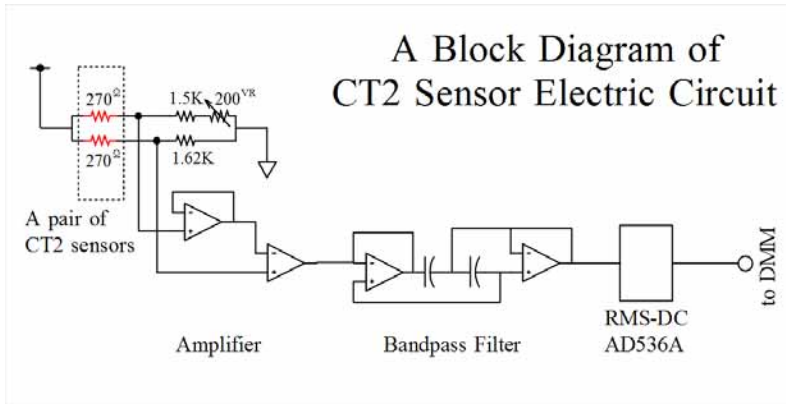 A Block Diagram of
CT2 Sensor Electric Circuit
270Ω
1.5K 200VR
270Ω
1.62K
A pair of
CT2 sensors
to DMM
RMS-DC
AD536A
Amplifier
Bandpass Filter